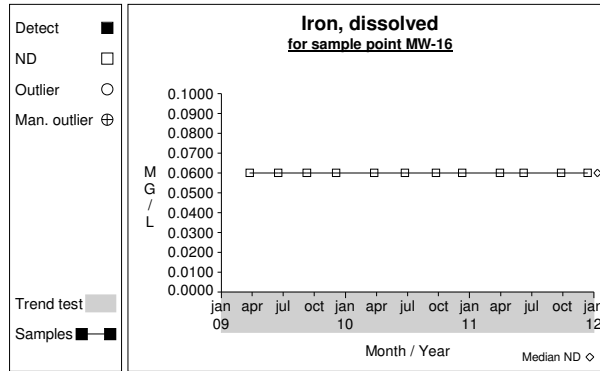 Detect
ND
Outlier
Man. outlier
Trend test
Samples
Iron, dissolved
for sample point MW-16
M
G
/
L
0.1000
0.0900
0.0800
0.0700
0.0600
0.0500
0.0400
0.0300
0.0200
0.0100
0.0000
jan apr jul oct jan apr jul oct jan apr jul oct jan
09 10 11 12
Month / Year
Median ND